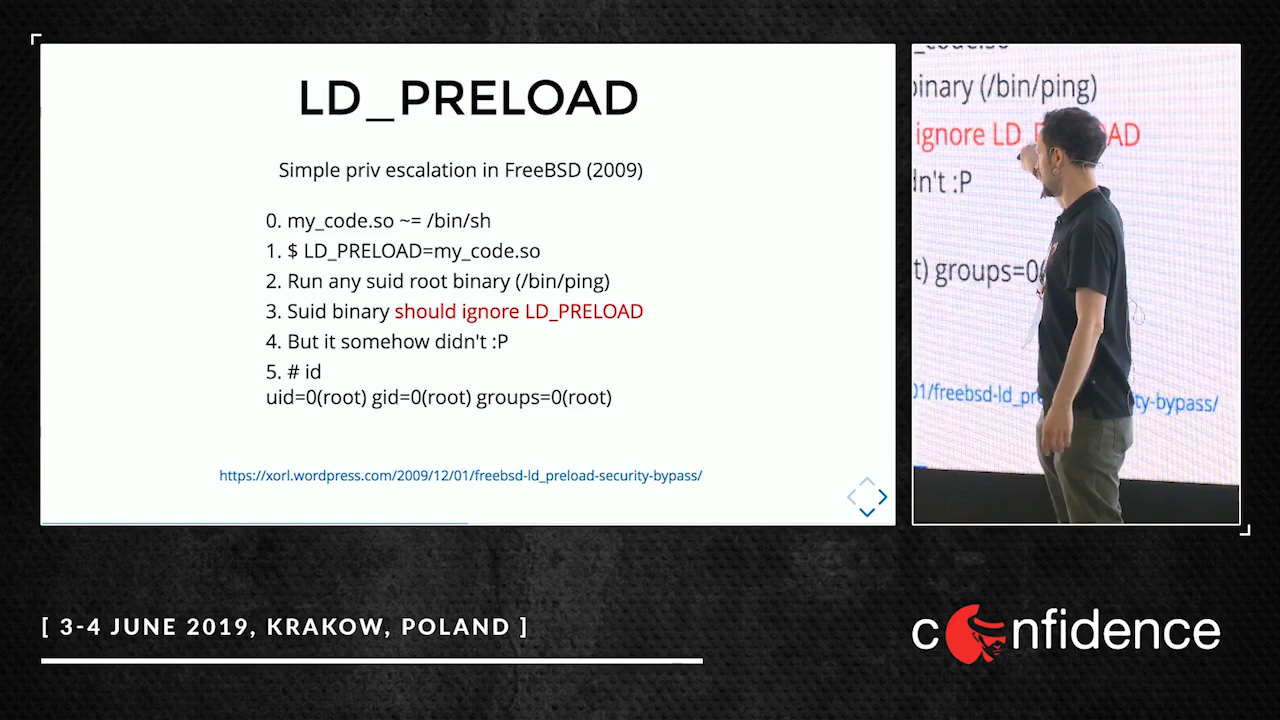 LD_PRELOAD
Simple priv escalation in FreeBSD (2009)
0. my_code.so ~= /bin/sh
1. $ LD_PRELOAD=my_code.so
2. Run any suid root binary (/bin/ping)
3. Suid binary should ignore LD_PRELOAD
4. But it somehow didn't :P
5. # id
uid=0(root) gid=0(root) groups=0(root)
https://xorl.wordpress.com/2009/12/01/freebsd-ld_preload-security-bypass/
_code.so
binary (/bin/ping)
ignore LD_ AD
dn't :P
t) groups=0(
01/freebsd-ld_pre ty-bypass/
[ 3-4 JUNE 2019, KRAKOW, POLAND ]
confidence